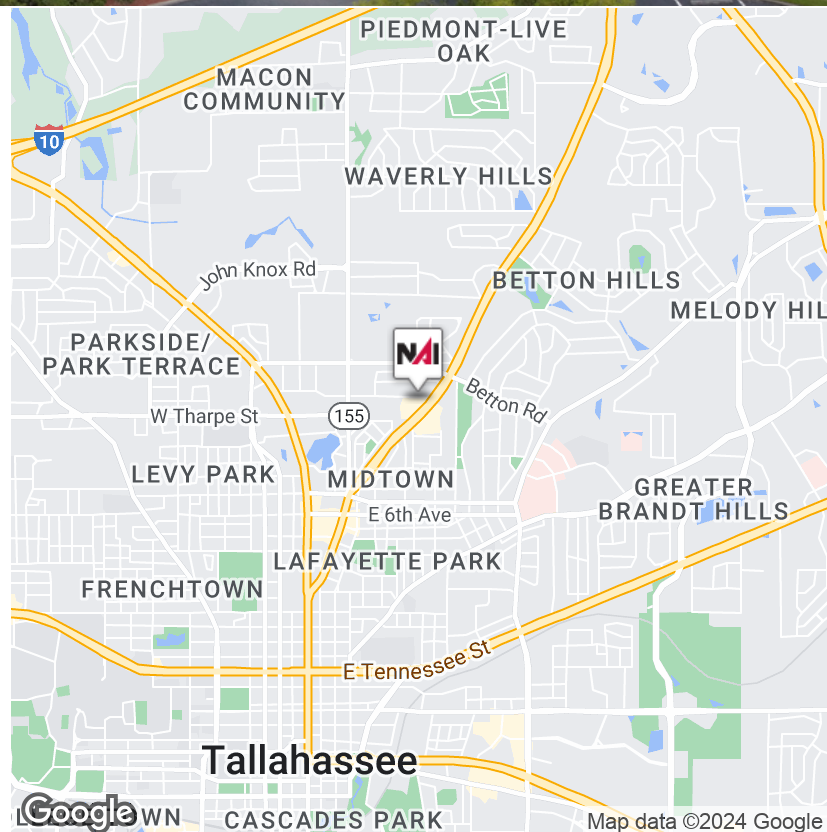 PIEDMONT-LIVE
OAK
MACON
COMMUNITY
10
WAVERLY HILLS
John Knox Rd
BETTON HILLS
MELODY HIL
PARKSIDE/
PARK TERRACE
NAI
Betton Rd
W Tharpe St
155
LEVY PARK
MIDTOWN
GREATER
BRANDT HILLS
E 6th Ave
LAFAYETTE PARK
FRENCHTOWN
E Tennessee St
Tallahassee
Google
OWN
CASCADES PARK
Map data ©2024 Google